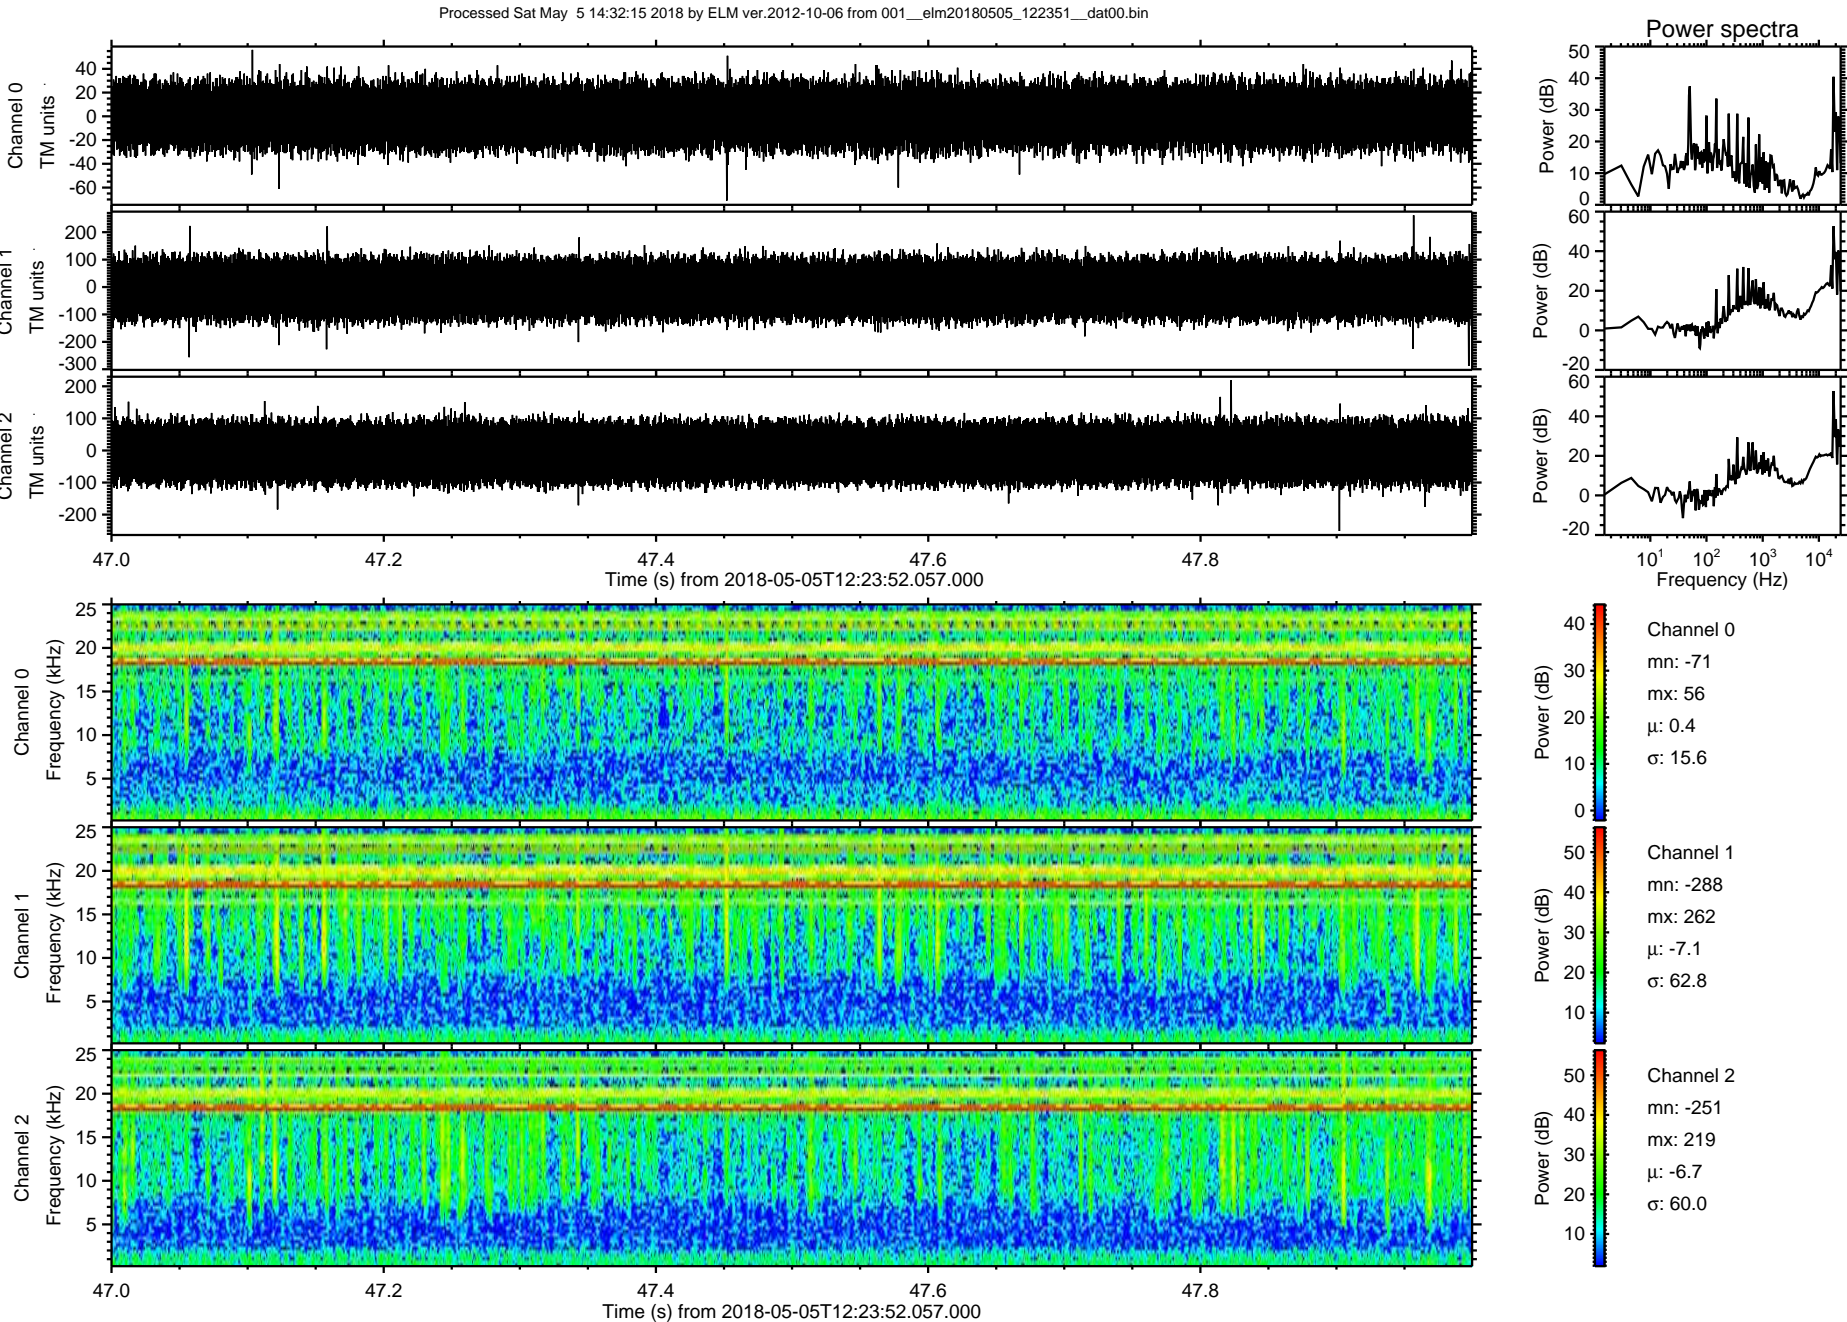 Processed Sat May 5 14:32:15 2018 by ELM ver.2012-10-06 from 001__elm20180505_122351__dat00.bin
Power spectra
Channel 0
TM units
40
20
0
-20
-40
-60
Power (dB)
50
40
30
20
10
0
Channel 1
TM units
200
100
0
-100
-200
-300
Power (dB)
60
40
20
0
-20
Channel 2
TM units
200
100
0
-100
-200
Power (dB)
60
40
20
0
-20
47.0 47.2 47.4 47.6 47.8
Time (s) from 2018-05-05T12:23:52.057.000
10¹ 10² 10³ 10⁴
Frequency (Hz)
Channel 0
Frequency (kHz)
25
20
15
10
5
Power (dB)
40
30
20
10
0
Channel 0
mn: -71
mx: 56
μ: 0.4
σ: 15.6
Channel 1
Frequency (kHz)
25
20
15
10
5
Power (dB)
50
40
30
20
10
Channel 1
mn: -288
mx: 262
μ: -7.1
σ: 62.8
Channel 2
Frequency (kHz)
25
20
15
10
5
Power (dB)
50
40
30
20
10
Channel 2
mn: -251
mx: 219
μ: -6.7
σ: 60.0
47.0 47.2 47.4 47.6 47.8
Time (s) from 2018-05-05T12:23:52.057.000